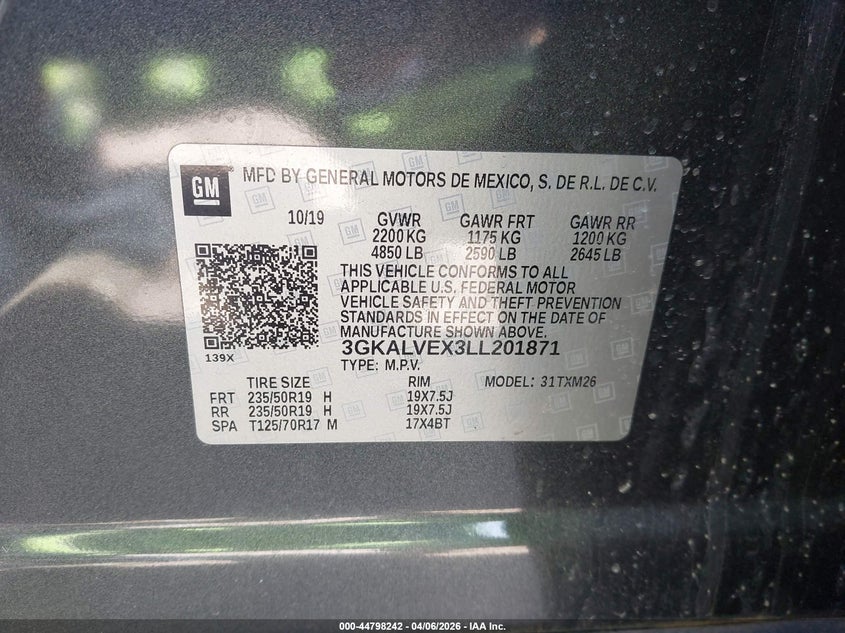 GM
MFD BY GENERAL MOTORS DE MEXICO, S. DE R.L. DE C.V.
10/19 GVWR GAWR FRT GAWR RR
2200 KG 1175 KG 1200 KG
4850 LB 2590 LB 2645 LB
THIS VEHICLE CONFORMS TO ALL
APPLICABLE U.S. FEDERAL MOTOR
VEHICLE SAFETY AND THEFT PREVENTION
STANDARDS IN EFFECT ON THE DATE OF
MANUFACTURE SHOWN ABOVE.
139X
3GKALVEX3LL201871
TYPE: M.P.V.
TIRE SIZE RIM MODEL: 31TXM26
FRT 235/50R19 H 19X7.5J
RR 235/50R19 H 19X7.5J
SPA T125/70R17 M 17X4BT
000-44798242 - 04/06/2026 - IAA Inc.